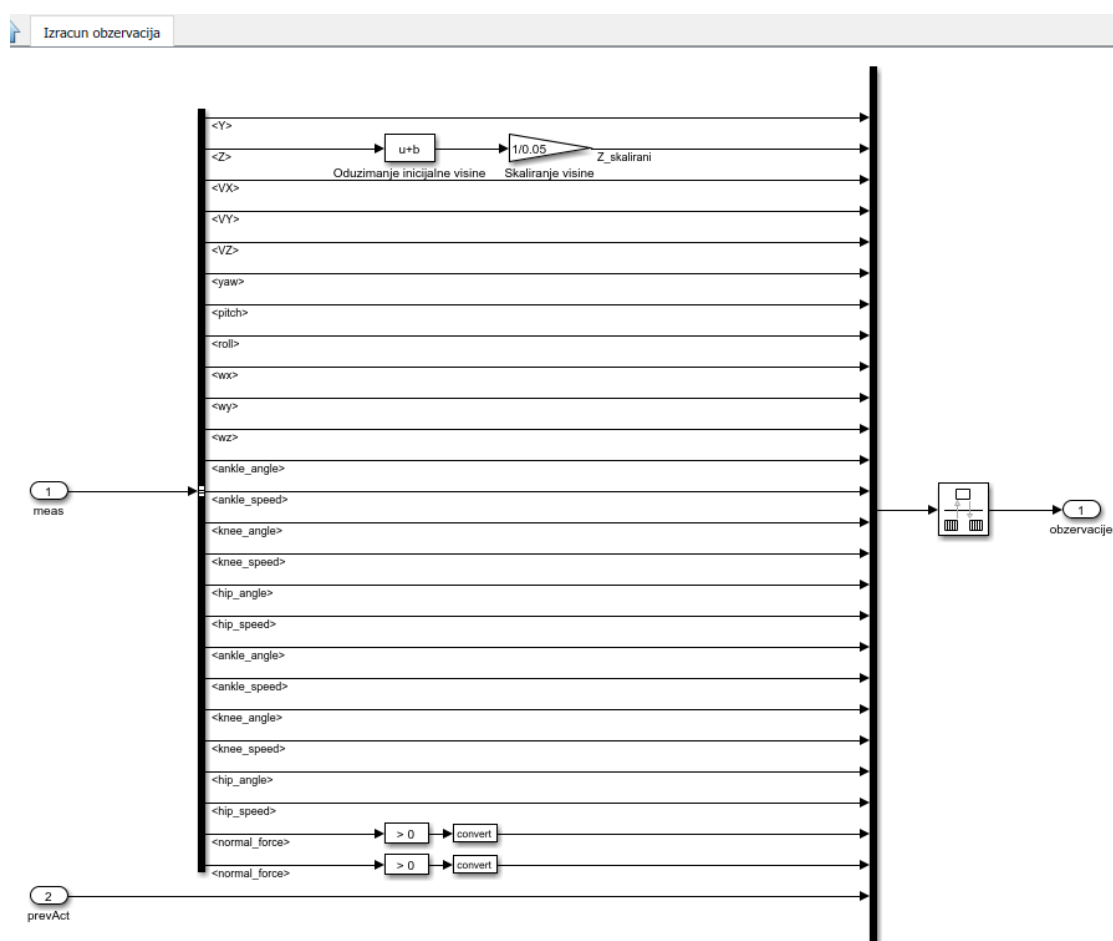 Izracun obzervacija
<Y>
<Z>
u+b
Oduzimanje inicijalne visine
1/0.05
Skaliranje visine
Z_skalirani
<VX>
<VY>
<VZ>
<yaw>
<pitch>
<roll>
<wx>
<wy>
<wz>
<ankle_angle>
1
meas
<ankle_speed>
<knee_angle>
<knee_speed>
<hip_angle>
<hip_speed>
<ankle_angle>
<ankle_speed>
<knee_angle>
<knee_speed>
<hip_angle>
<hip_speed>
<normal_force>
> 0
convert
<normal_force>
> 0
convert
2
prevAct
1
obzervacije